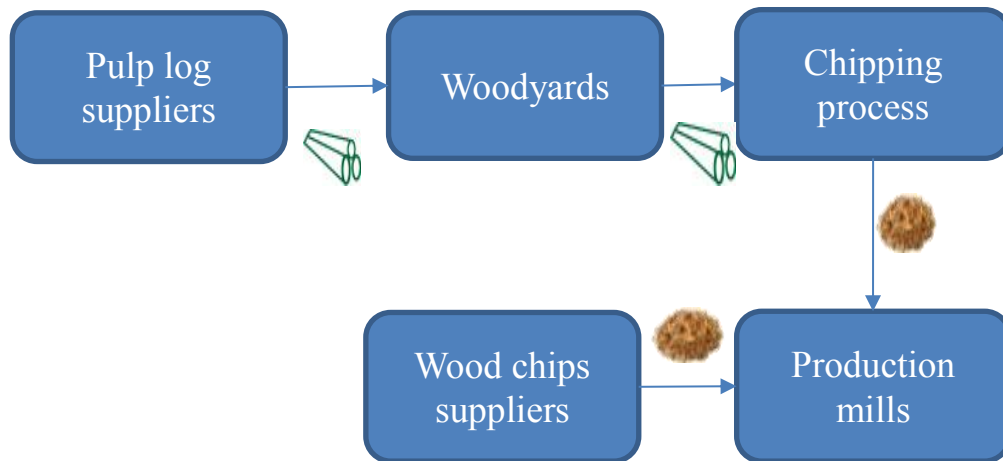 Pulp log
suppliers
Woodyards
Chipping
process
Wood chips
suppliers
Production
mills